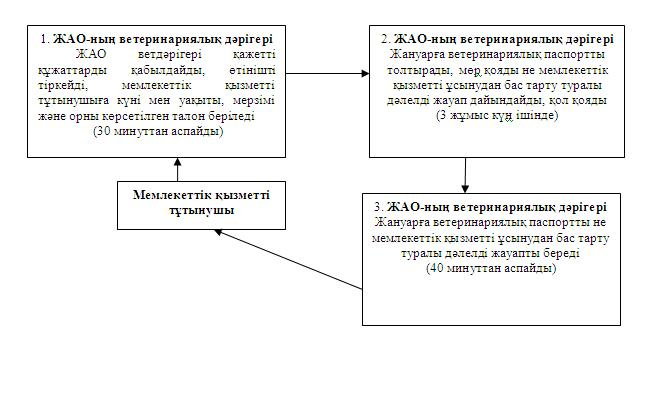 1. ЖАО-ның ветеринариялық дәрігері
ЖАО ветдәрігері қажетті
құжаттарды қабылдайды, өтінішті
тіркейді, мемлекеттік қызметті
тұтынушыға күні мен уақыты, мерзімі
және орны көрсетілген талон беріледі
(30 минуттан аспайды)
2. ЖАО-ның ветеринариялық дәрігері
Жануарға ветеринариялық паспортты
толтырады, мөр қояды не мемлекеттік
қызметті ұсынудан бас тарту туралы
дәлелді жауап дайындайды, қол қояды
(3 жұмыс күң ішінде)
Мемлекеттік қызметті
тұтынушы
3. ЖАО-ның ветеринариялық дәрігері
Жануарға ветеринариялық паспортты не
мемлекеттік қызметті ұсынудан бас тарту
туралы дәлелді жауапты береді
(40 минуттан аспайды)